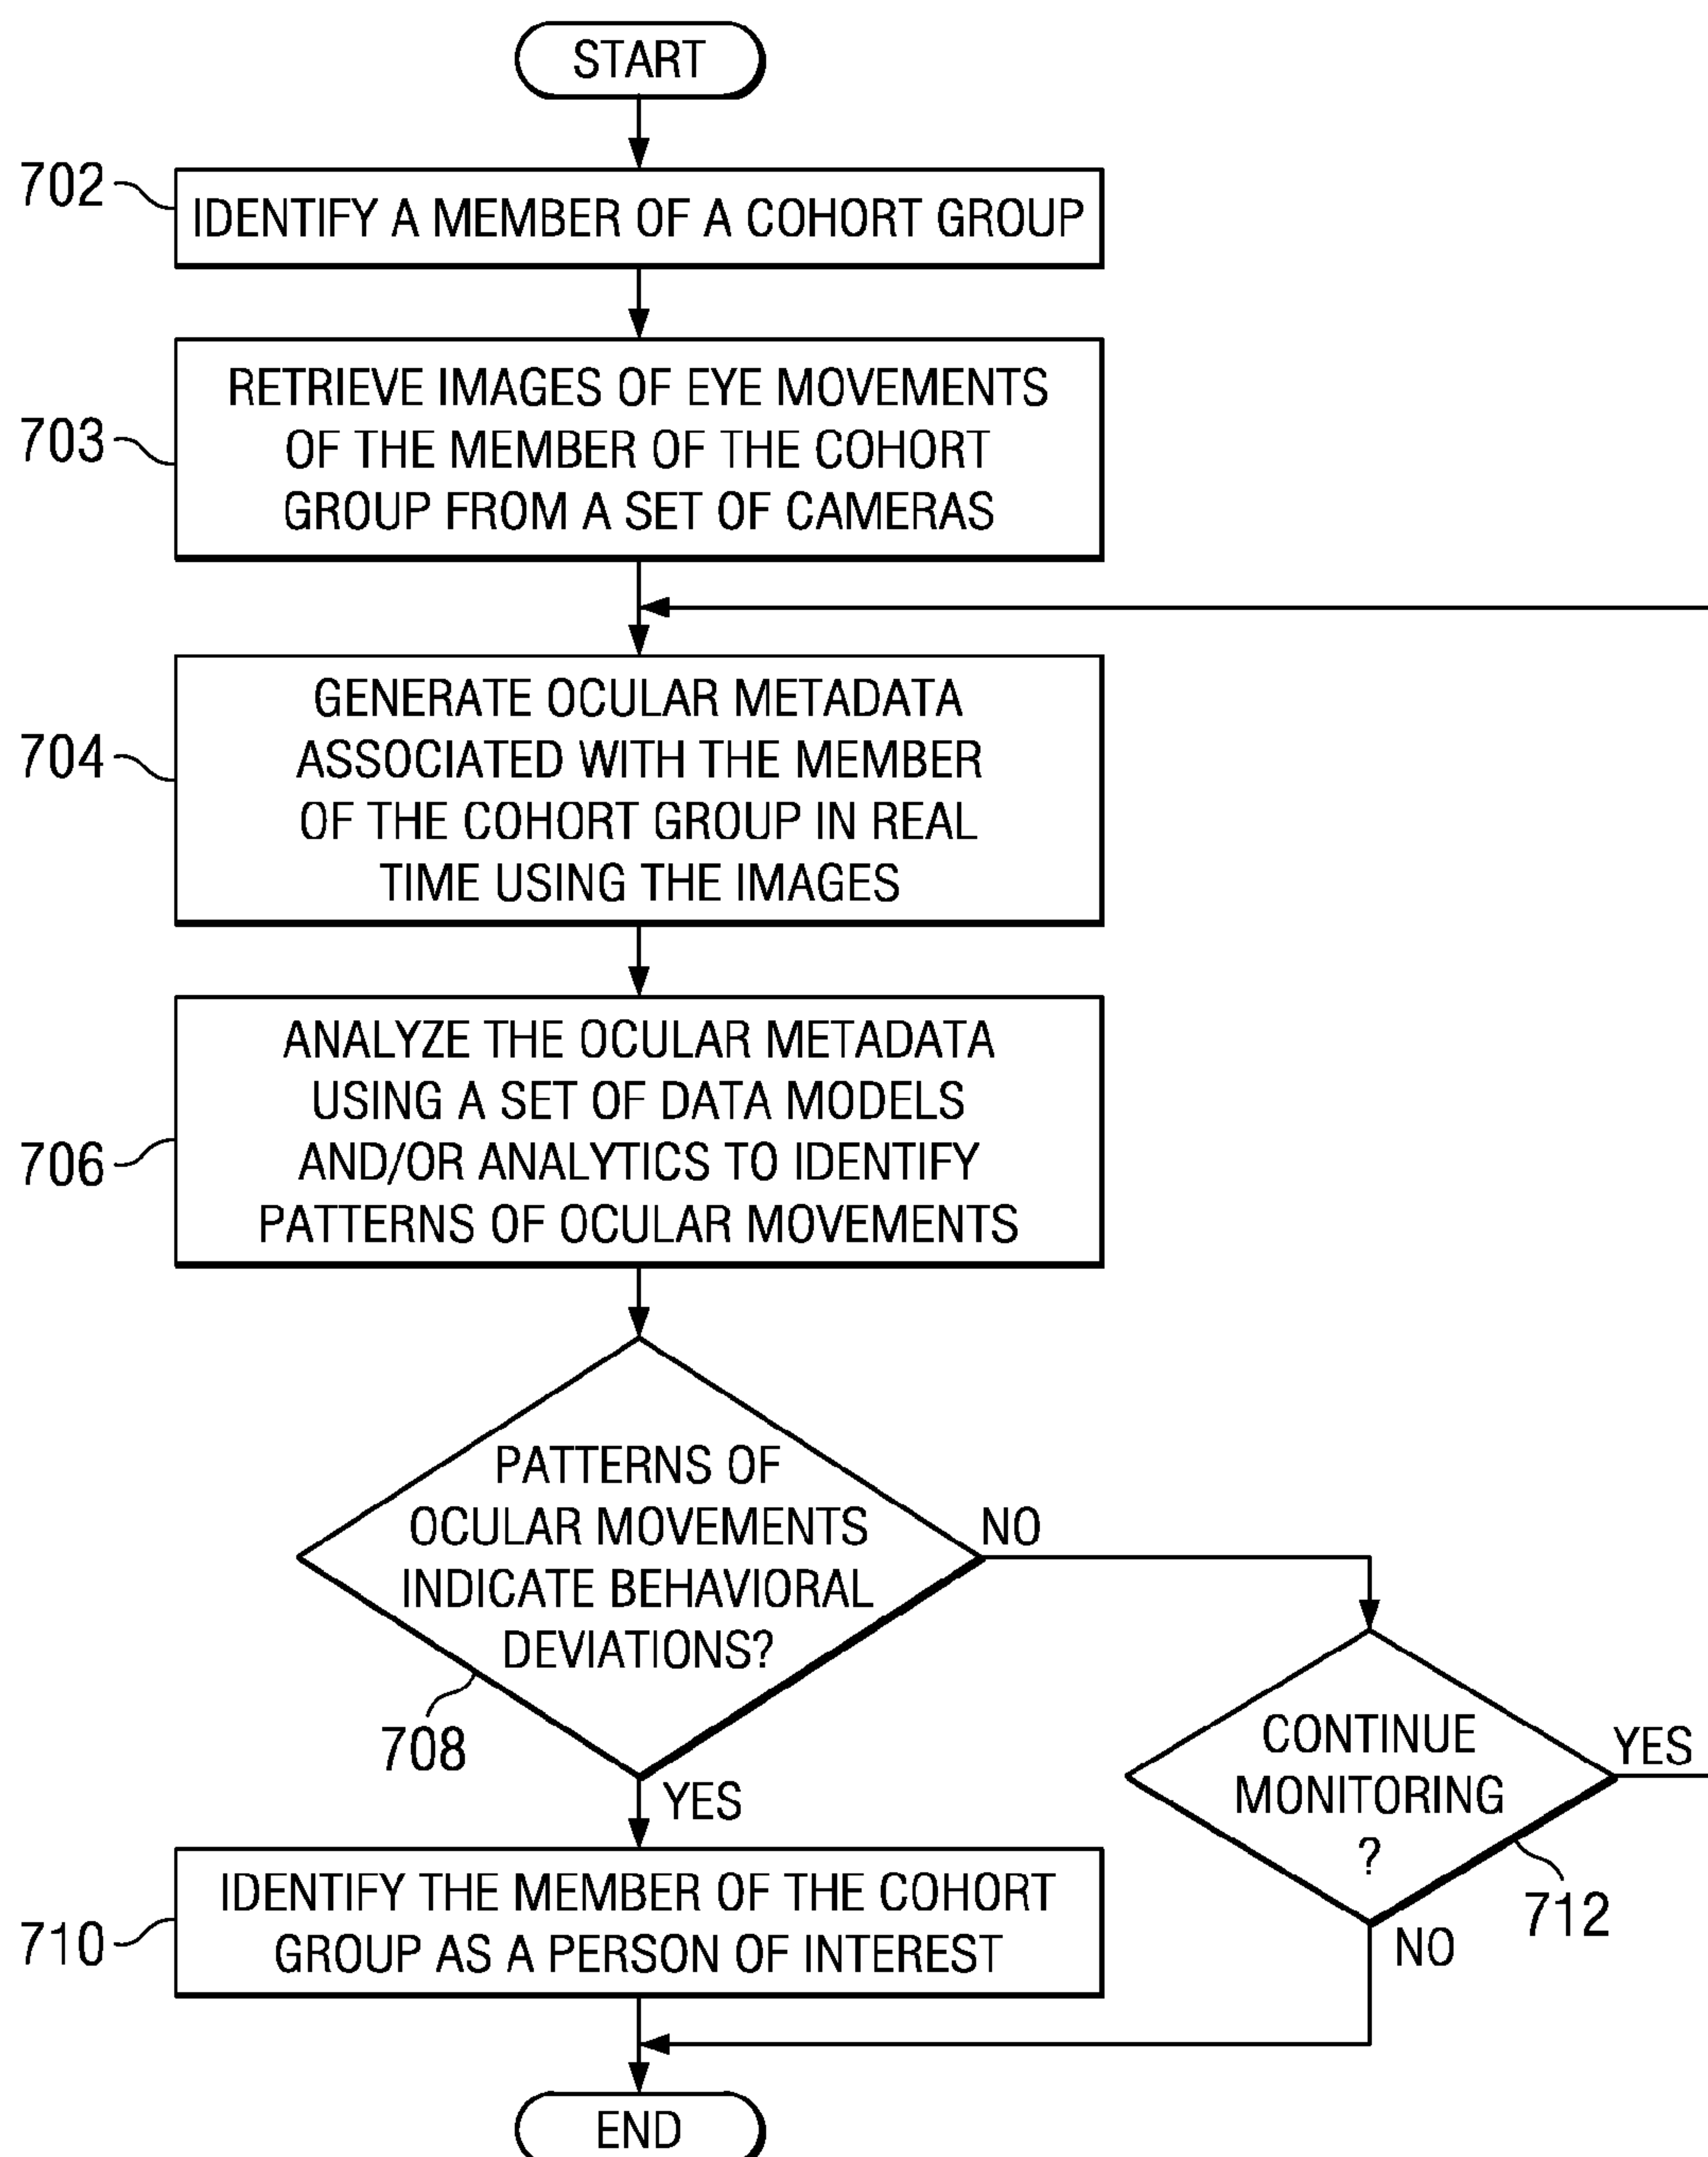 START
702
IDENTIFY A MEMBER OF A COHORT GROUP
703
RETRIEVE IMAGES OF EYE MOVEMENTS
OF THE MEMBER OF THE COHORT
GROUP FROM A SET OF CAMERAS
704
GENERATE OCULAR METADATA
ASSOCIATED WITH THE MEMBER
OF THE COHORT GROUP IN REAL
TIME USING THE IMAGES
706
ANALYZE THE OCULAR METADATA
USING A SET OF DATA MODELS
AND/OR ANALYTICS TO IDENTIFY
PATTERNS OF OCULAR MOVEMENTS
PATTERNS OF
OCULAR MOVEMENTS
INDICATE BEHAVIORAL
DEVIATIONS?
NO
708
YES
CONTINUE
MONITORING
?
YES
712
NO
710
IDENTIFY THE MEMBER OF THE COHORT
GROUP AS A PERSON OF INTEREST
END